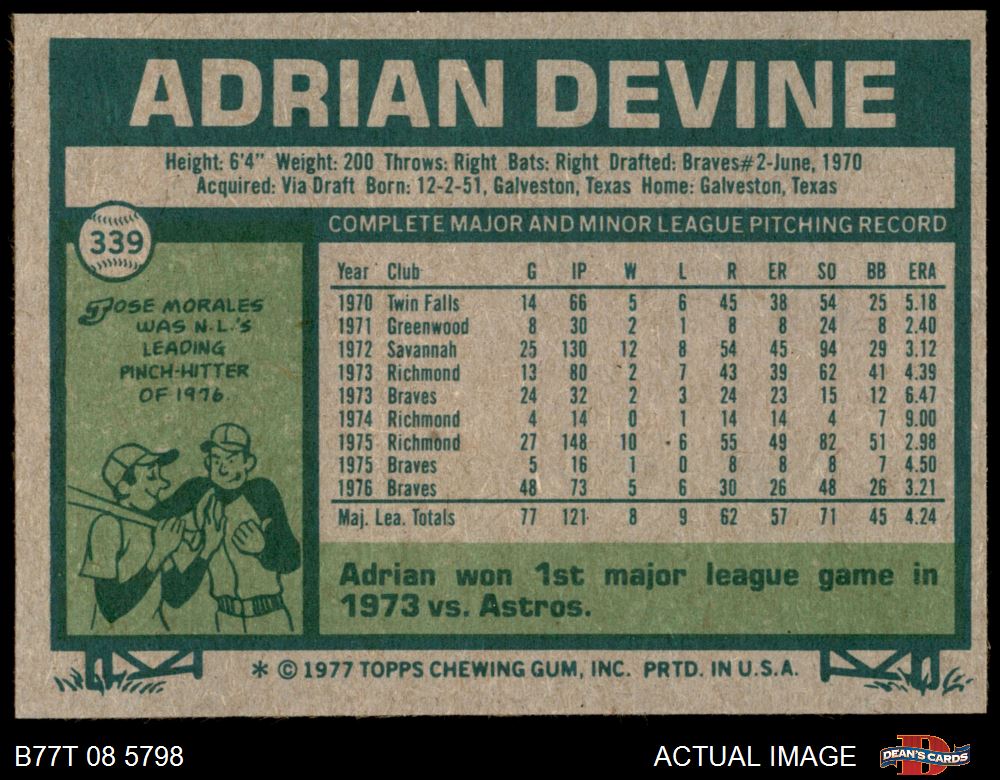 ADRIAN DEVINE
Height: 6'4" Weight: 200 Throws: Right Bats: Right Drafted: Braves#2-June, 1970
Acquired: Via Draft Born: 12-2-51, Galveston, Texas Home: Galveston, Texas
339
JOSE MORALES
WAS N.L.'S
LEADING
PINCH-HITTER
OF 1976.
COMPLETE MAJOR AND MINOR LEAGUE PITCHING RECORD
Year Club G IP W L R ER SO BB ERA
1970 Twin Falls 14 66 5 6 45 38 54 25 5.18
1971 Greenwood 8 30 2 1 8 8 24 8 2.40
1972 Savannah 25 130 12 8 54 45 94 29 3.12
1973 Richmond 13 80 2 7 43 39 62 41 4.39
1973 Braves 24 32 2 3 24 23 15 12 6.47
1974 Richmond 4 14 0 1 14 14 4 7 9.00
1975 Richmond 27 148 10 6 55 49 82 51 2.98
1975 Braves 5 16 1 0 8 8 8 7 4.50
1976 Braves 48 73 5 6 30 26 48 26 3.21
Maj. Lea. Totals 77 121 8 9 62 57 71 45 4.24
Adrian won 1st major league game in
1973 vs. Astros.
* © 1977 TOPPS CHEWING GUM, INC. PRTD. IN U.S.A.
B77T 08 5798
ACTUAL IMAGE
DEAN'S CARDS